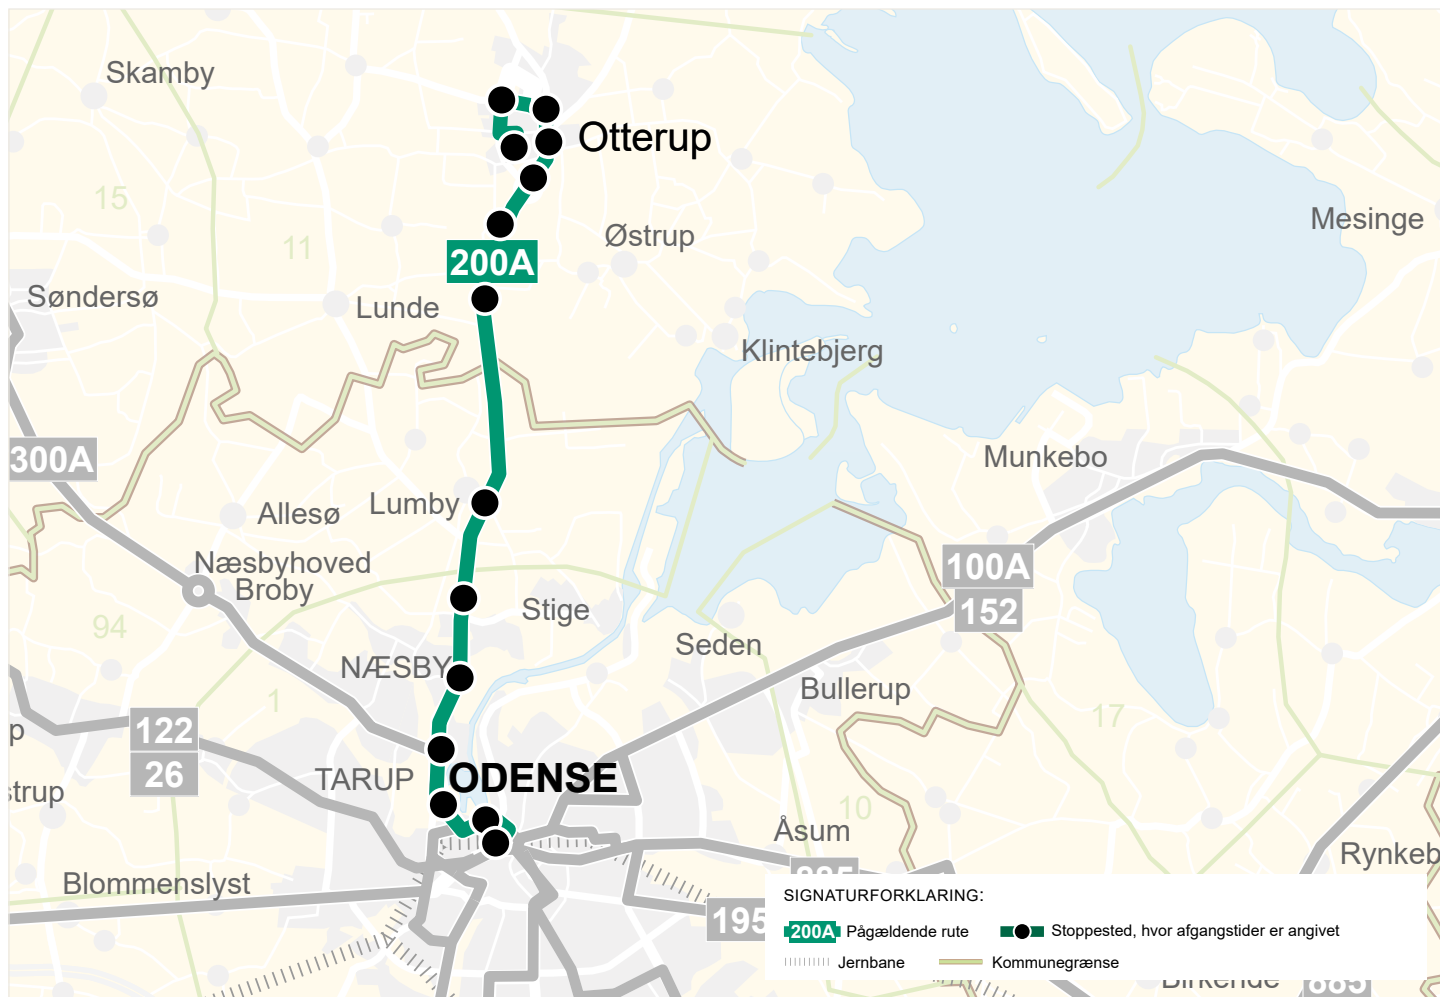 Skamby
Otterup
15
Mesinge
11
Østrup
200A
Søndersø
Lunde
Klintebjerg
300A
Munkebo
Lumby
Allesø
Næsbyhoved
Broby
100A
152
Stige
94
Seden
NÆSBY
Bullerup
1
17
122
p
26
TARUP
ODENSE
strup
10
Åsum
Rynkeb
Blommenslyst
195
SIGNATURFORKLARING:
200A Pågældende rute
Stoppested, hvor afgangstider er angivet
Jernbane
Kommunegrænse
885